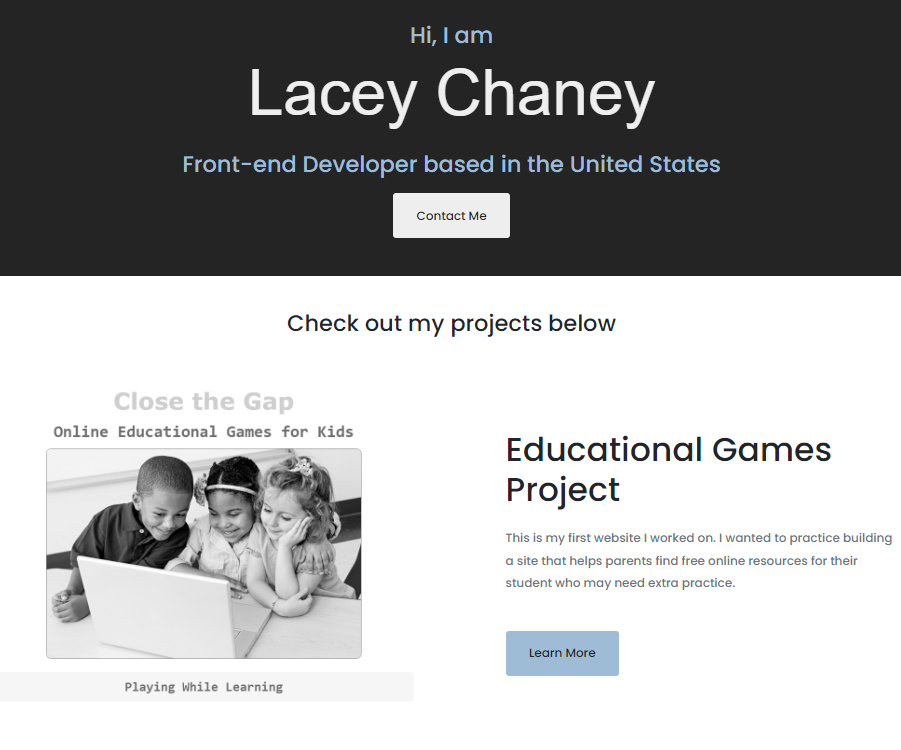 Hi, I am
Lacey Chaney
Front-end Developer based in the United States
Contact Me
Check out my projects below
Close the Gap
Online Educational Games for Kids
Playing While Learning
Educational Games
Project
This is my first website I worked on. I wanted to practice building
a site that helps parents find free online resources for their
student who may need extra practice.
Learn More